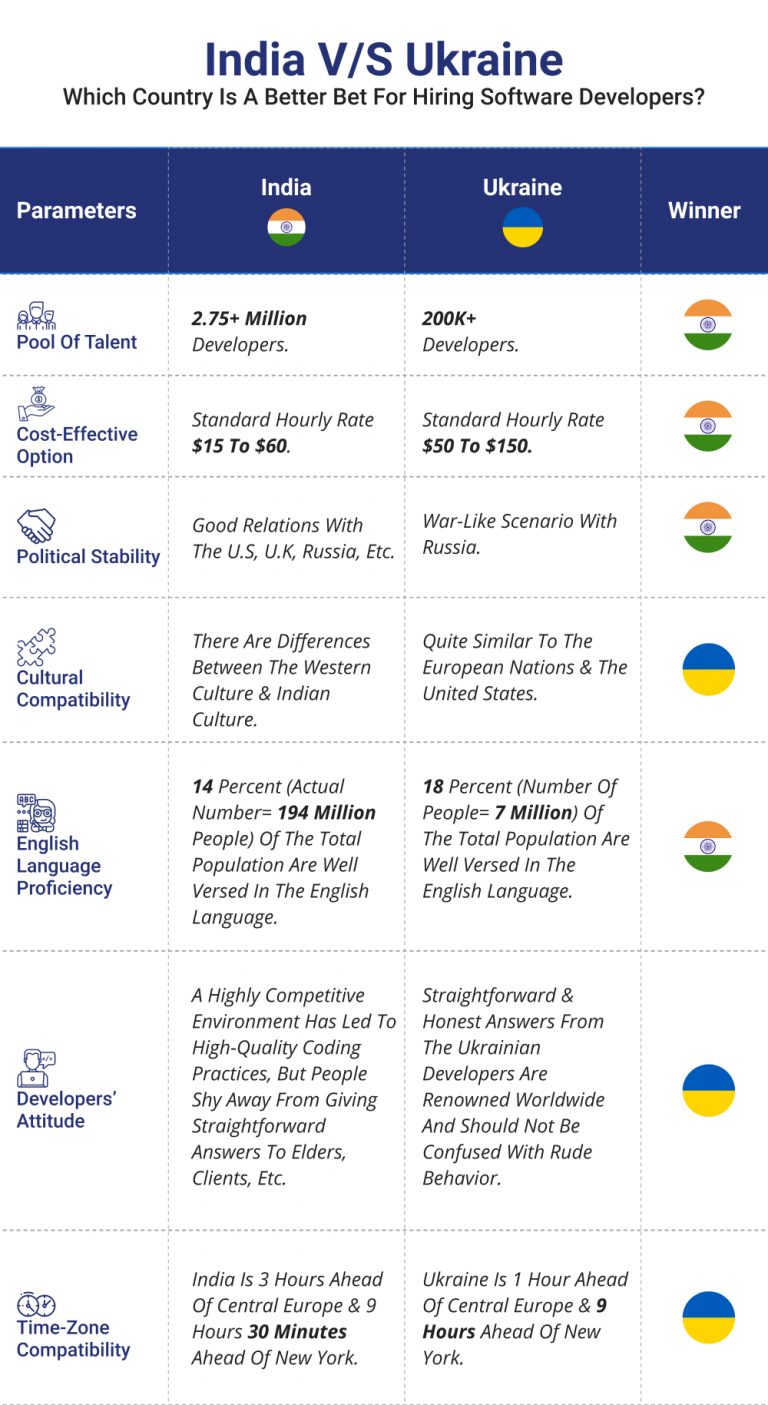 India V/S Ukraine
Which Country Is A Better Bet For Hiring Software Developers?
Parameters
India
Ukraine
Winner
Pool Of Talent
2.75+ Million
Developers.
200K+
Developers.
Cost-Effective
Option
Standard Hourly Rate
$15 To $60.
Standard Hourly Rate
$50 To $150.
Political Stability
Good Relations With
The U.S, U.K, Russia, Etc.
War-Like Scenario With
Russia.
Cultural
Compatibility
There Are Differences
Between The Western
Culture & Indian
Culture.
Quite Similar To The
European Nations & The
United States.
ABC
English
Language
Proficiency
14 Percent (Actual
Number= 194 Million
People) Of The Total
Population Are Well
Versed In The English
Language.
18 Percent (Number Of
People= 7 Million) Of
The Total Population Are
Well Versed In The
English Language.
Developers’
Attitude
A Highly Competitive
Environment Has Led To
High-Quality Coding
Practices, But People
Shy Away From Giving
Straightforward
Answers To Elders,
Clients, Etc.
Straightforward &
Honest Answers From
The Ukrainian
Developers Are
Renowned Worldwide
And Should Not Be
Confused With Rude
Behavior.
Time-Zone
Compatibility
India Is 3 Hours Ahead
Of Central Europe & 9
Hours 30 Minutes
Ahead Of New York.
Ukraine Is 1 Hour Ahead
Of Central Europe & 9
Hours Ahead Of New
York.